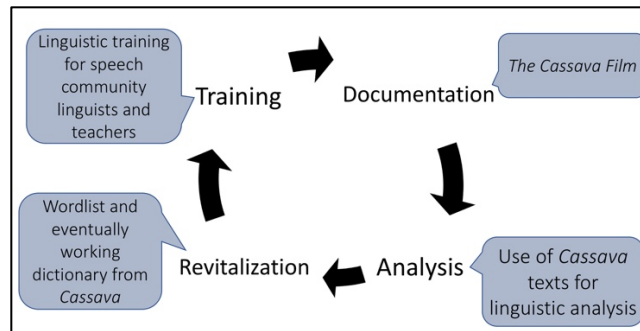 Linguistic training
for speech
community
linguists and
teachers
Training
Documentation
The Cassava Film
Wordlist and
eventually
working
dictionary from
Cassava
Revitalization
Analysis
Use of Cassava
texts for
linguistic analysis